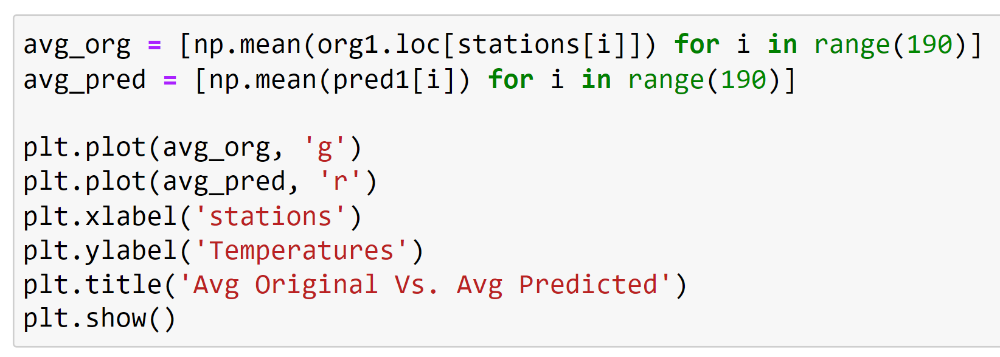 avg_org = [np.mean(org1.loc[stations[i]]) for i in range(190)]
avg_pred = [np.mean(pred1[i]) for i in range(190)]
plt.plot(avg_org, 'g')
plt.plot(avg_pred, 'r')
plt.xlabel('stations')
plt.ylabel('Temperatures')
plt.title('Avg Original Vs. Avg Predicted')
plt.show()